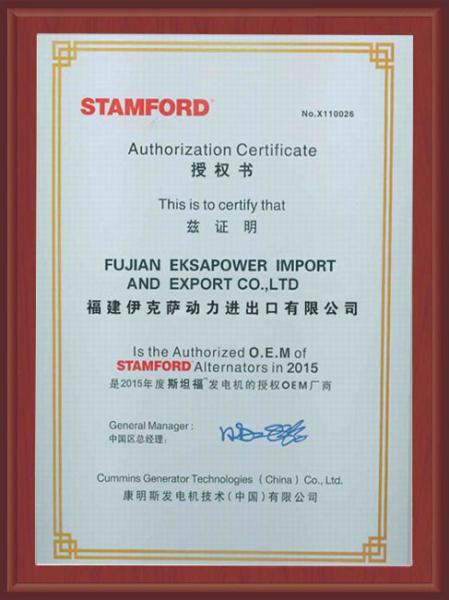 STAMFORD®
No.X110026
Authorization Certificate
授权书
This is to certify that
兹证明
FUJIAN EKSAPOWER IMPORT
AND EXPORT CO.,LTD
福建伊克萨动力进出口有限公司
Is the Authorized O.E.M of
STAMFORD® Alternators in 2015
是2015年度斯坦福®发电机的授权OEM厂商
General Manager :
中国区总经理:
Cummins Generator Technologies (China) Co., Ltd.
康明斯发电机技术(中国)有限公司